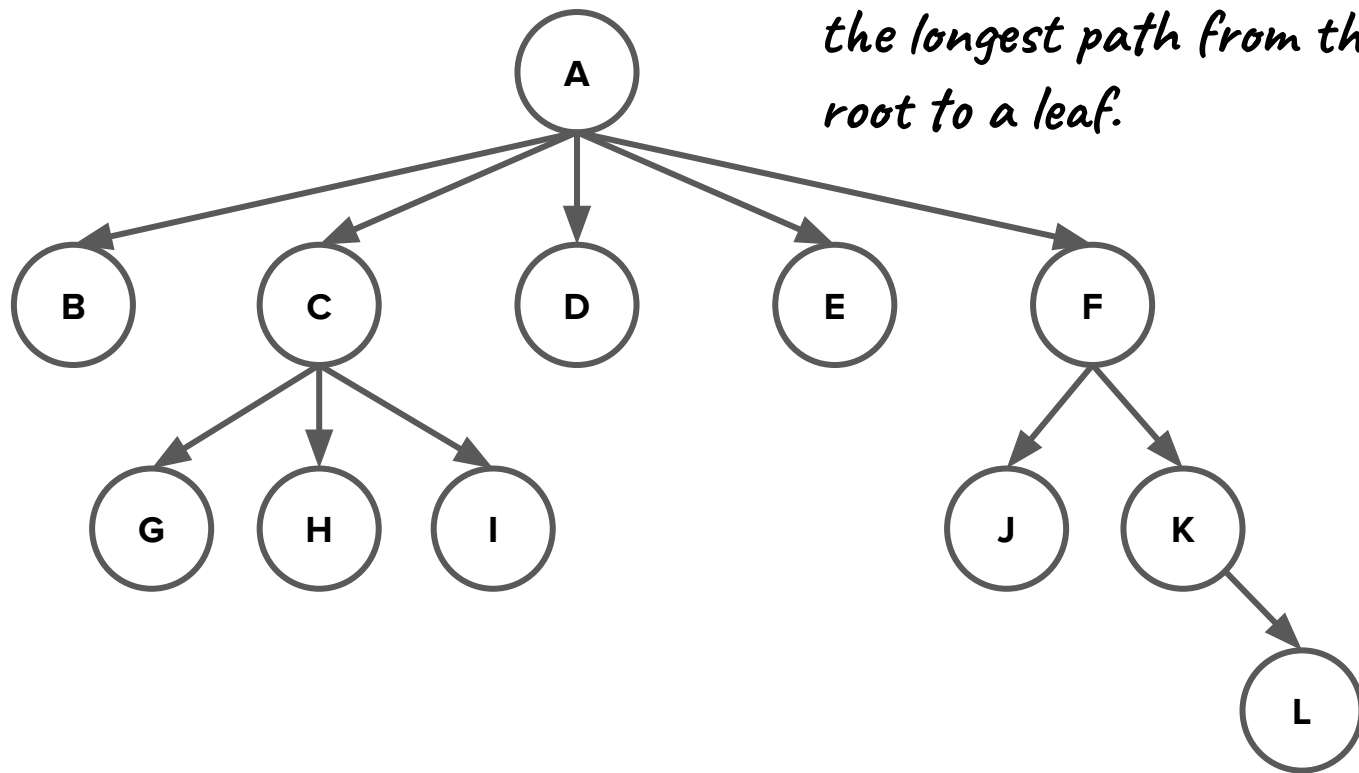 the longest path from th
root to a leaf.
A
B C D E F
G H I J K
L